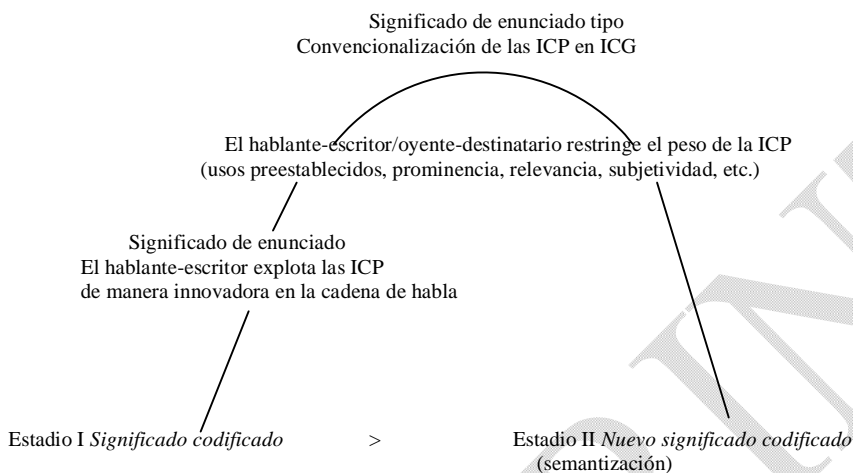 Significado de enunciado tipo
Convencionalización de las ICP en ICG
El hablante-escritor/oyente-destinatario restringe el peso de la ICP
(usos preestablecidos, prominencia, relevancia, subjetividad, etc.)
Significado de enunciado
El hablante-escritor explota las ICP
de manera innovadora en la cadena de habla
Estadio I Significado codificado > Estadio II Nuevo significado codificado
(semantización)